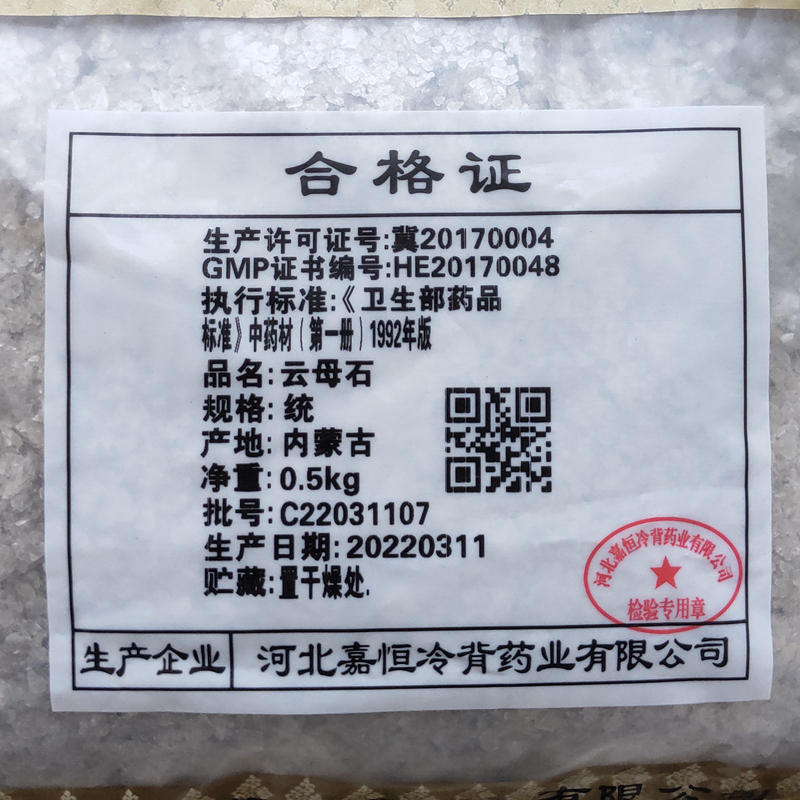 合格证
生产许可证号:冀20170004
GMP证书编号:HE20170048
执行标准:《卫生部药品
标准》中药材(第一册)1992年版
品名:云母石
规格:统
产地:内蒙古
净重:0.5kg
批号:C22031107
生产日期:20220311
贮藏:置干燥处.
河北嘉恒冷背药业有限公司
检验专用章
生产企业 河北嘉恒冷背药业有限公司
有限公